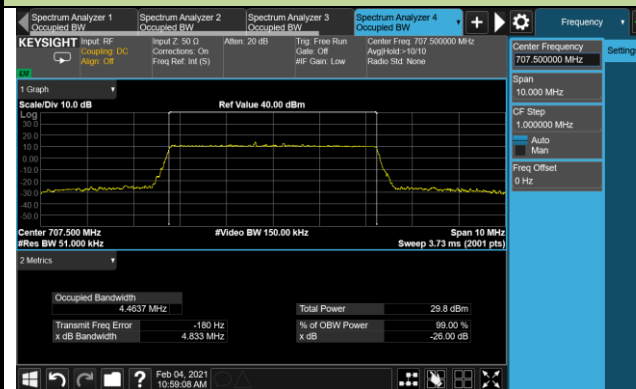 Spectrum Analyzer 1
Occupied BW
Spectrum Analyzer 2
Occupied BW
Spectrum Analyzer 3
Occupied BW
Spectrum Analyzer 4
Occupied BW
Frequency
KEYSIGHT
Input: RF
Coupling: DC
Align: Off
Input Z: 50 Ω
Corrections: On
Freq Ref: Int (S)
Atten: 20 dB
Trig: Free Run
Gate: Off
#IF Gain: Low
Center Freq: 707.500000 MHz
Avg|Hold:>10/10
Radio Std: None
Center Frequency
707.500000 MHz
Settings
Span
10.000 MHz
CF Step
1.000000 MHz
Auto
Man
Freq Offset
0 Hz
1 Graph
Scale/Div 10.0 dB
Ref Value 40.00 dBm
Log
30.0
20.0
10.0
0.00
-10.0
-20.0
-30.0
-40.0
-50.0
Center 707.500 MHz
#Video BW 150.00 kHz
Span 10 MHz
#Res BW 51.000 kHz
Sweep 3.73 ms (2001 pts)
2 Metrics
Occupied Bandwidth
4.4637 MHz
Total Power
29.8 dBm
Transmit Freq Error
-180 Hz
% of OBW Power
99.00 %
x dB Bandwidth
4.833 MHz
x dB
-26.00 dB
?
Feb 04, 2021
10:59:08 AM